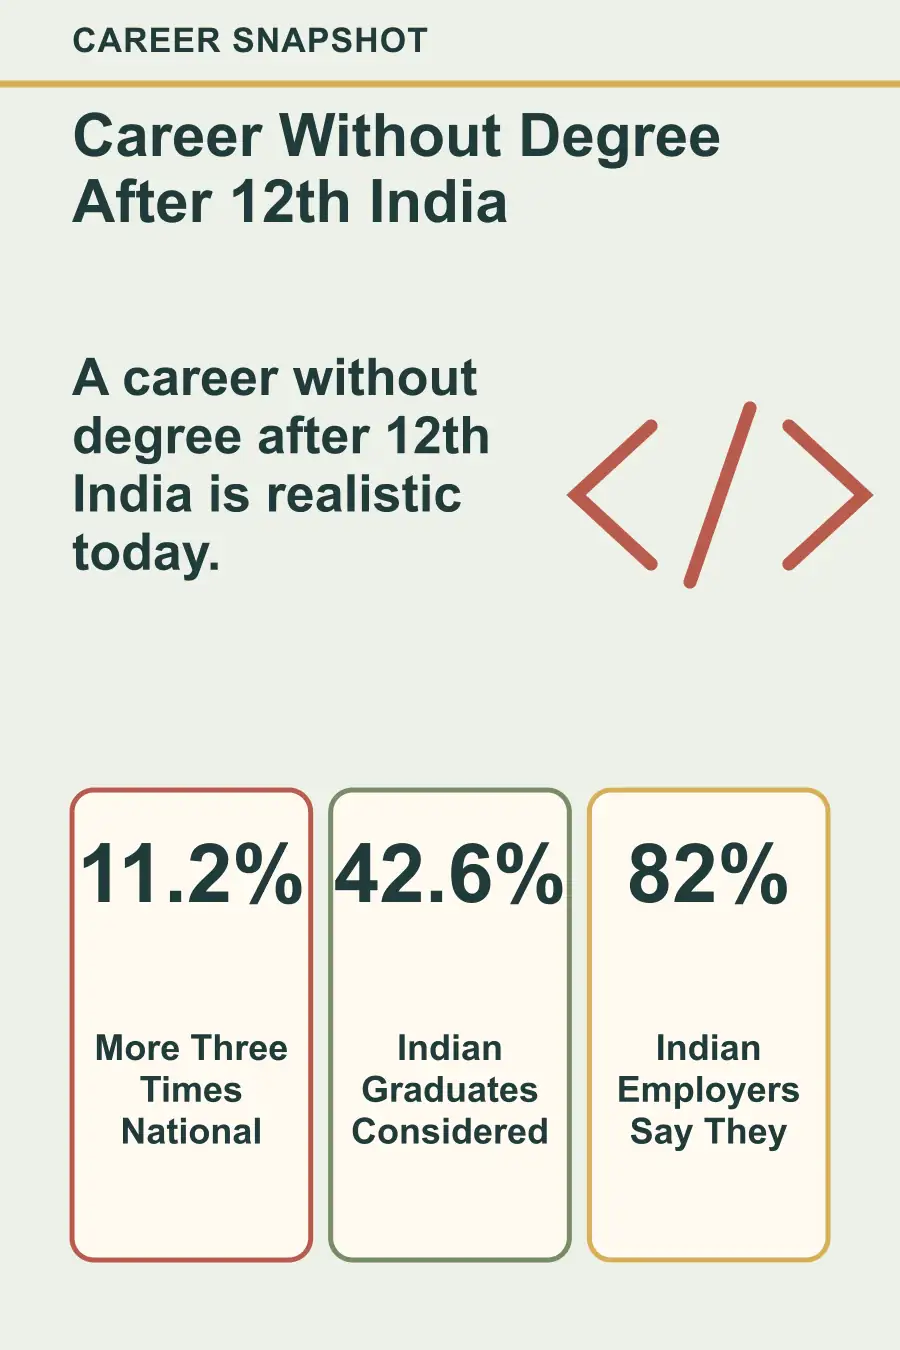 CAREER SNAPSHOT
Career Without Degree
After 12th India
A career without
degree after 12th
India is realistic
today.
11.2%
More Three
Times
National
42.6%
Indian
Graduates
Considered
82%
Indian
Employers
Say They